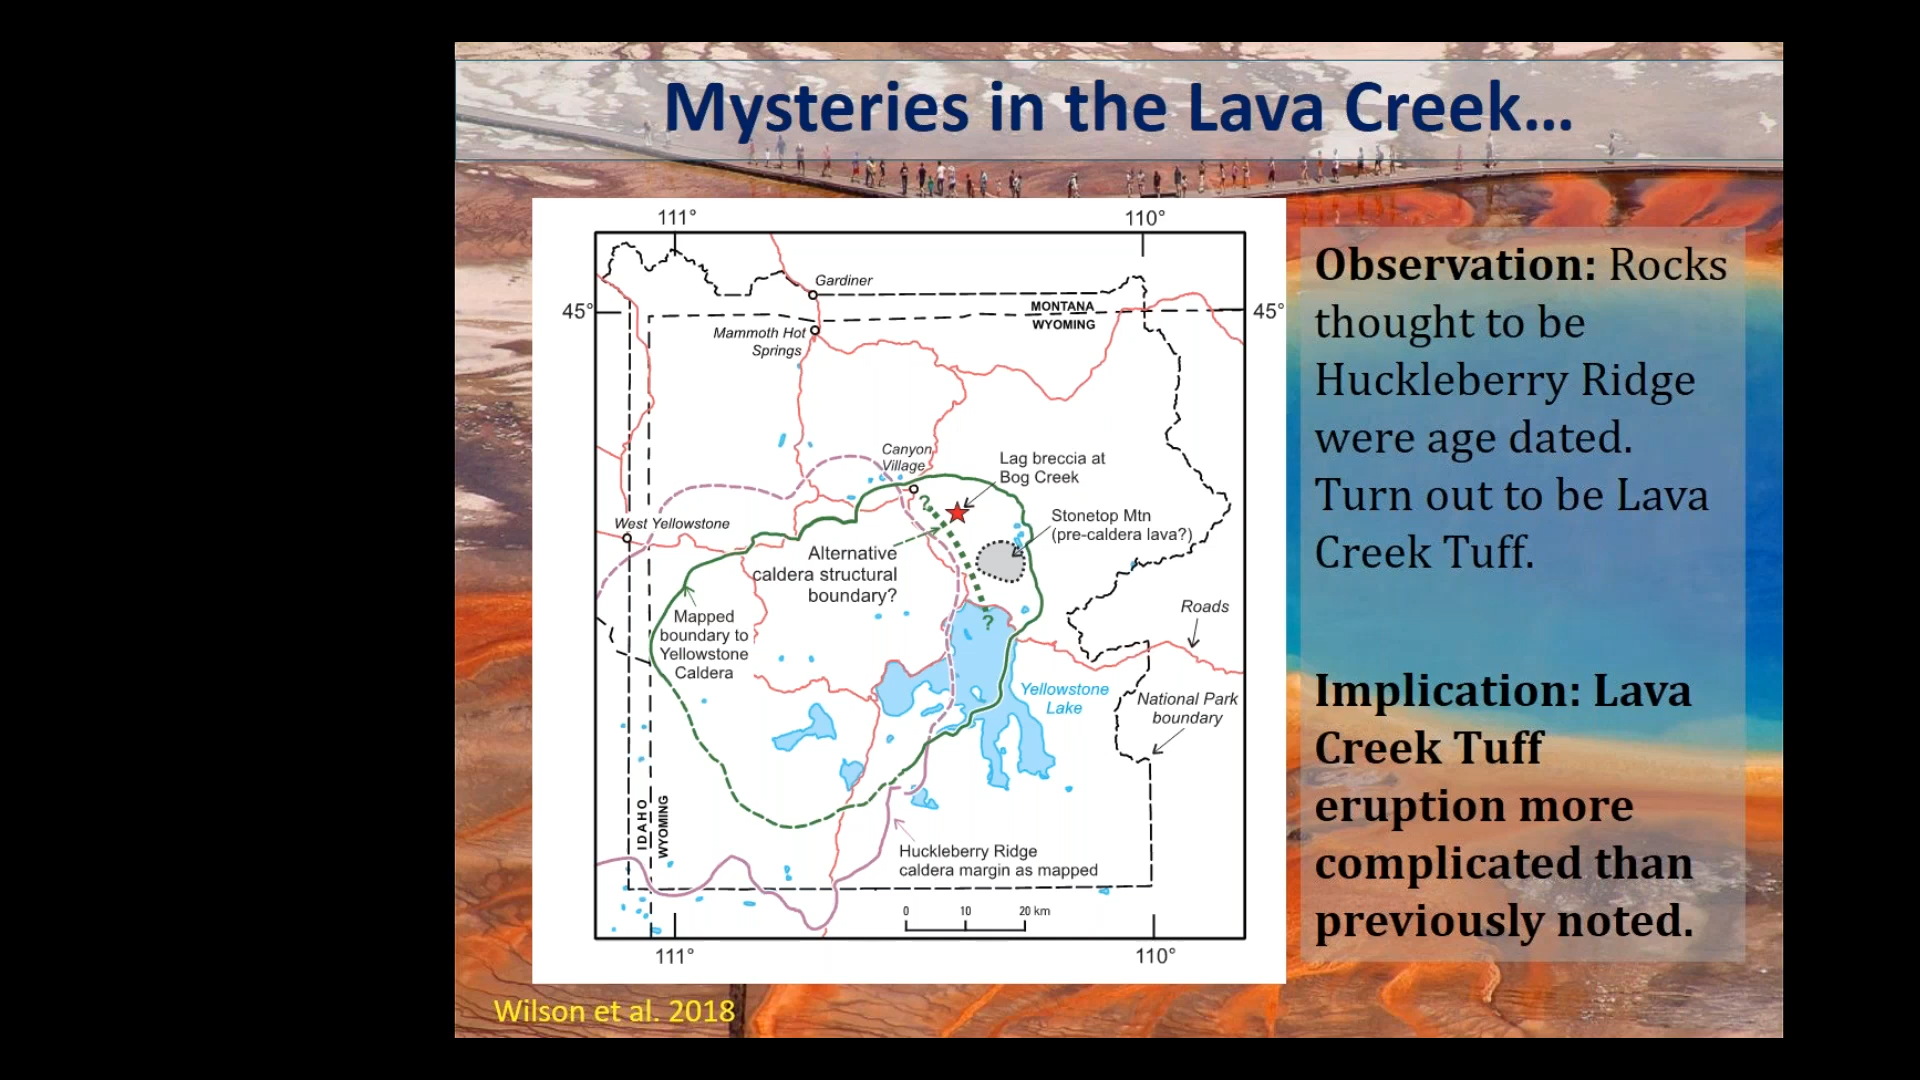 Mysteries in the Lava Creek...
111°
110°
Gardiner
45°
MONTANA
45°
WYOMING
Mammoth Hot
Springs
Canyon
Village
Lag breccia at
Bog Creek
?
Stonetop Mtn
(pre-caldera lava?)
West Yellowstone
Alternative
caldera structural
boundary?
Mapped
boundary to
Yellowstone
Caldera
?
Roads
Yellowstone
Lake
National Park
boundary
IDAHO
WYOMING
Huckleberry Ridge
caldera margin as mapped
0 10 20 km
111°
110°
Observation: Rocks
thought to be
Huckleberry Ridge
were age dated.
Turn out to be Lava
Creek Tuff.
Implication: Lava
Creek Tuff
eruption more
complicated than
previously noted.
Wilson et al. 2018